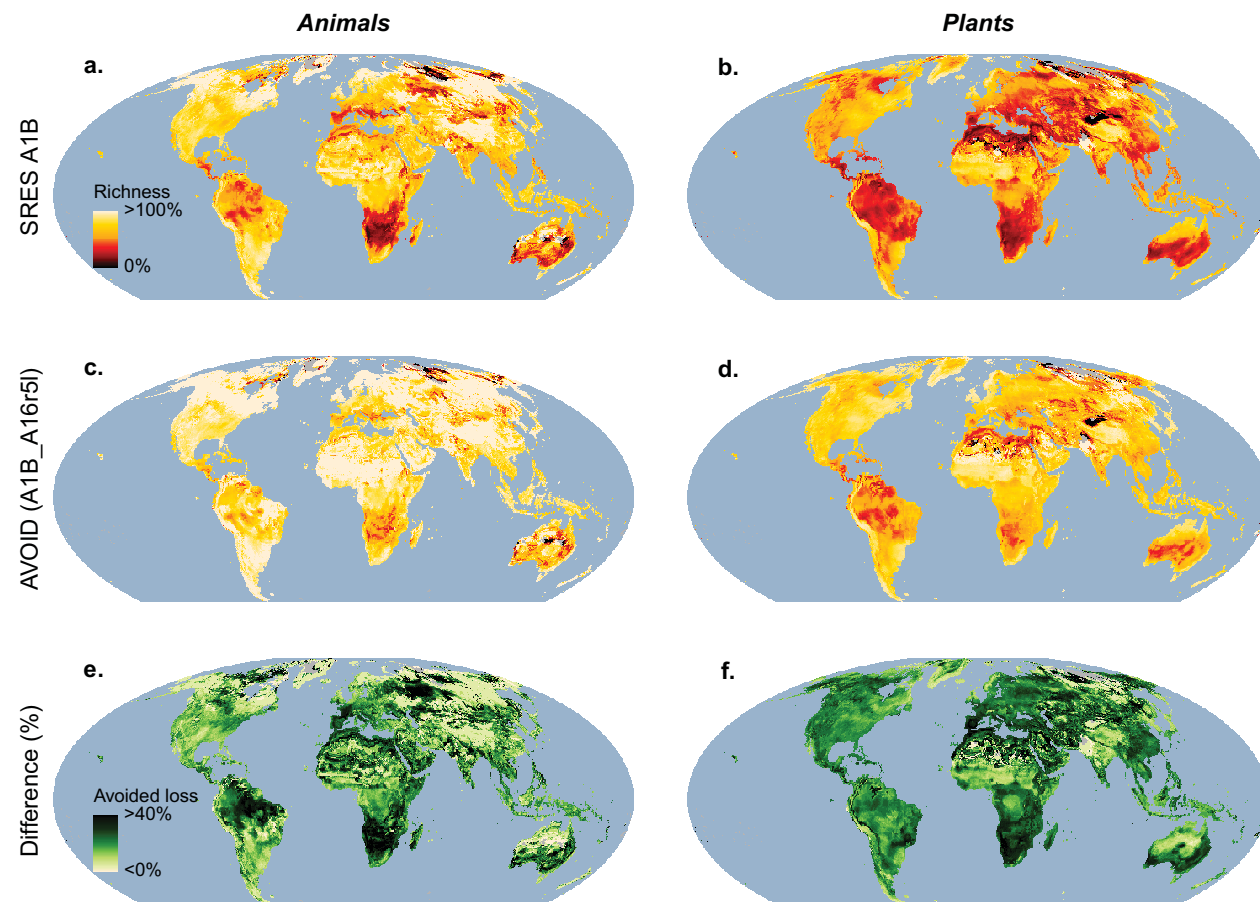 Animals
Plants
a.
b.
SRES A1B
Richness
>100%
0%
c.
d.
AVOID (A1B_A16r5l)
e.
f.
Difference (%)
Avoided loss
>40%
<0%